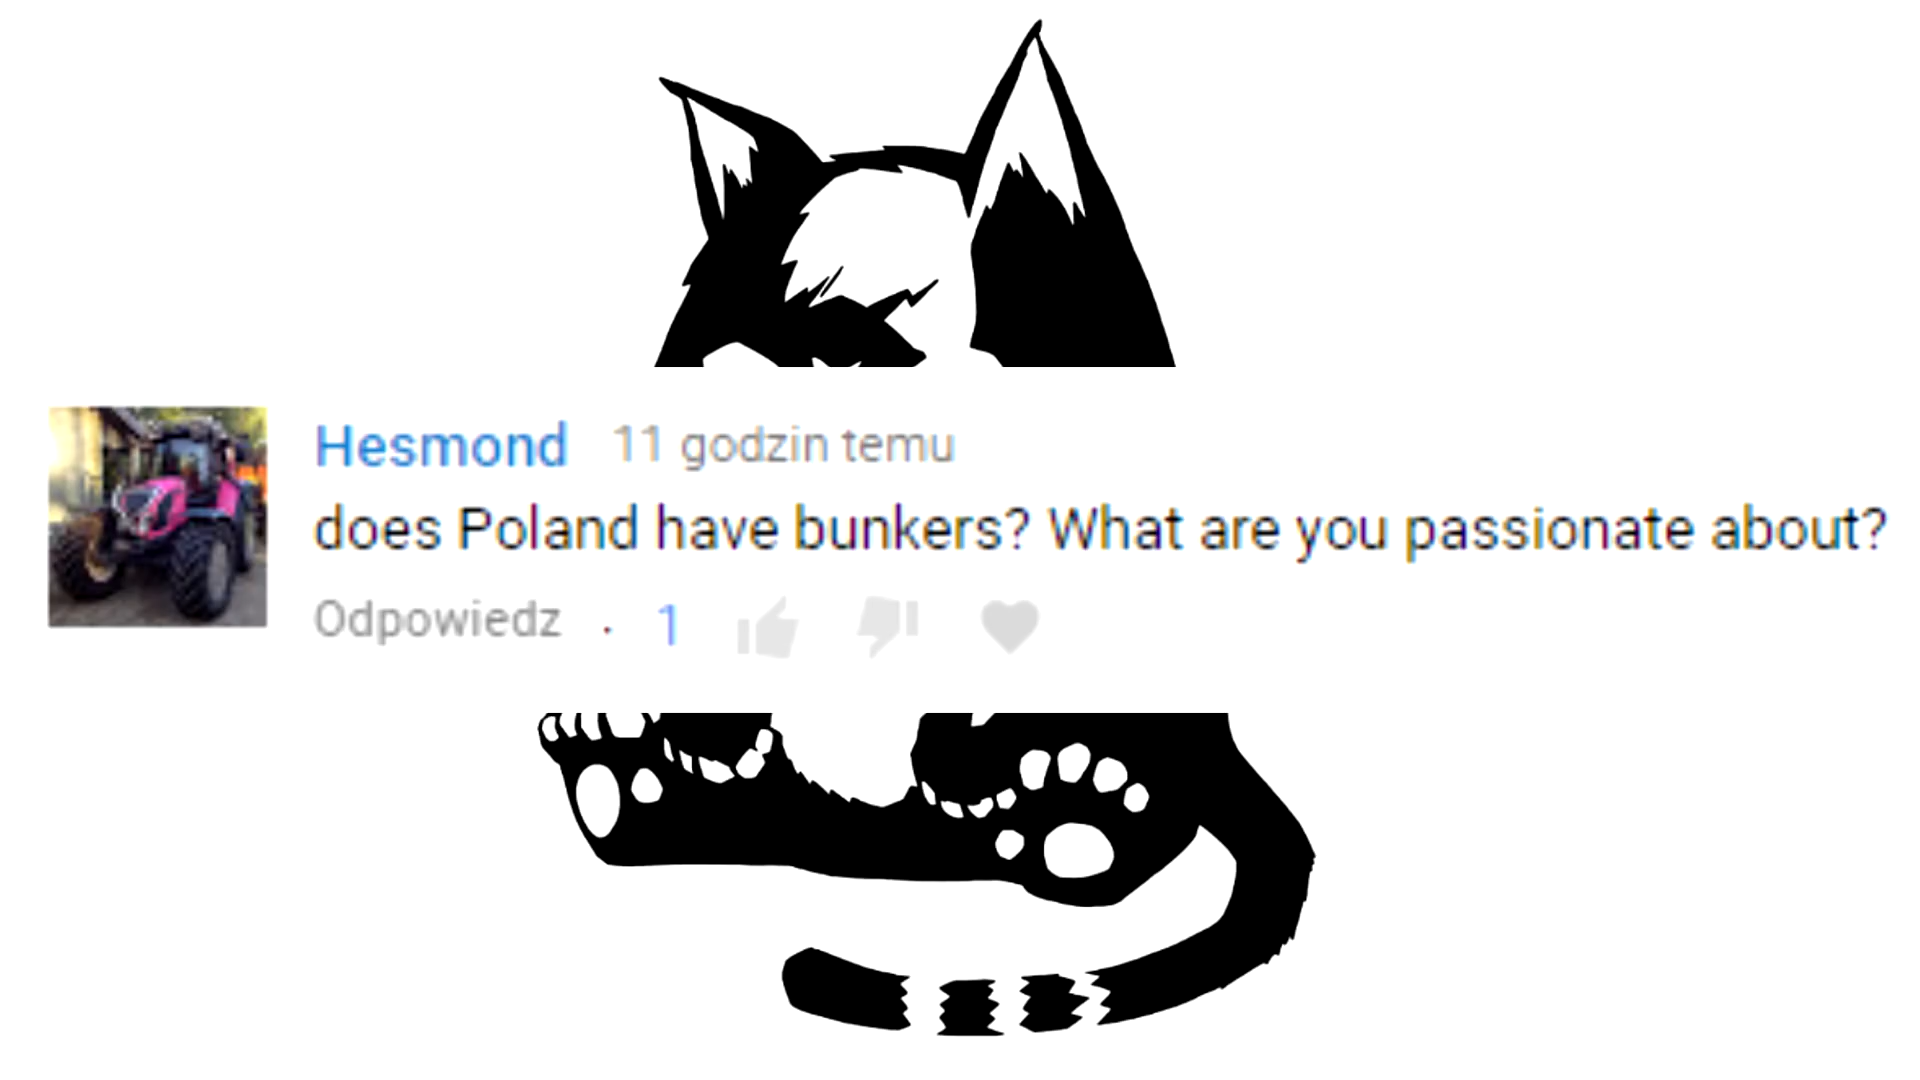 Hesmond 11 godzin temu
does Poland have bunkers? What are you passionate about?
Odpowiedz · 1